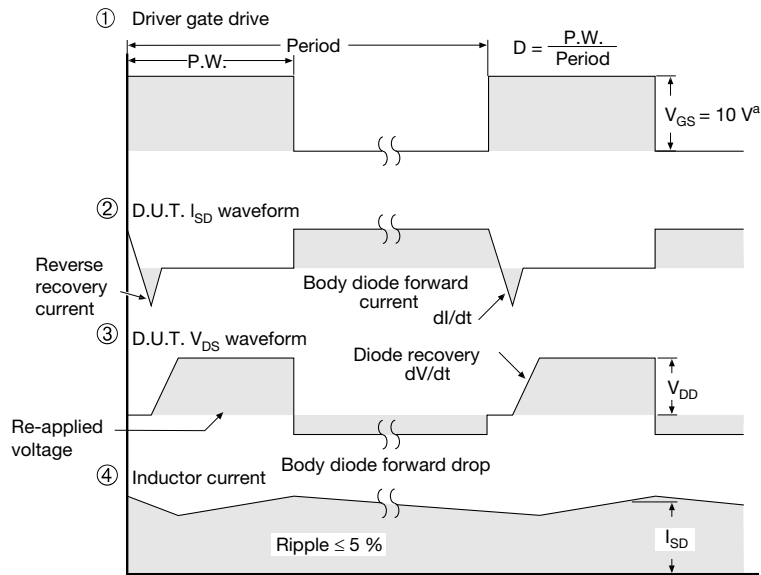 ① Driver gate drive
Period
P.W.
D = P.W. / Period
V_GS = 10 V^a
② D.U.T. I_SD waveform
Reverse
recovery
current
Body diode forward
current
dI/dt
③ D.U.T. V_DS waveform
Diode recovery
dV/dt
V_DD
Re-applied
voltage
Body diode forward drop
④ Inductor current
Ripple ≤ 5 %
I_SD